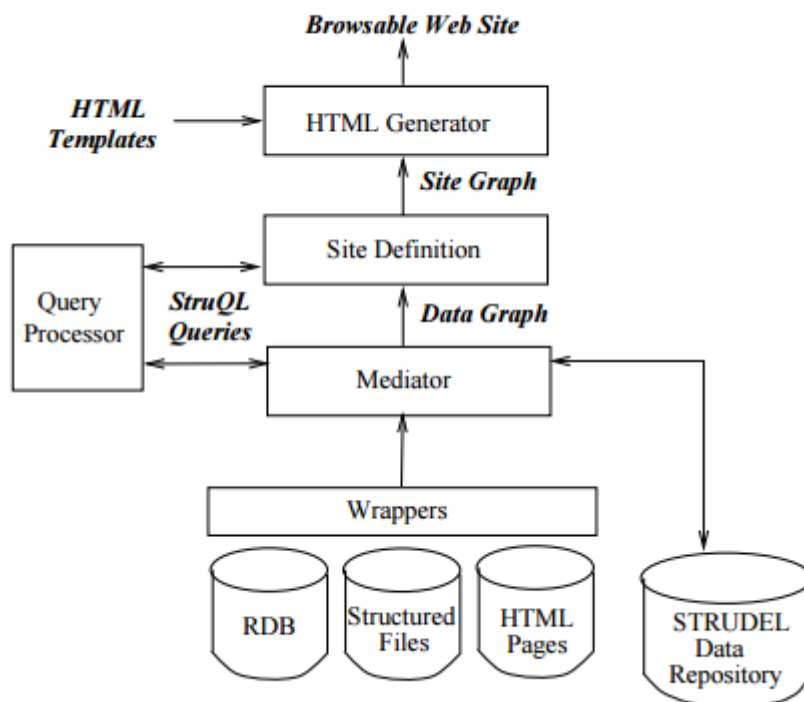 Browsable Web Site
HTML
Templates
HTML Generator
Site Graph
Site Definition
Query
Processor
StruQL
Queries
Data Graph
Mediator
Wrappers
RDB
Structured
Files
HTML
Pages
STRUDEL
Data
Repository